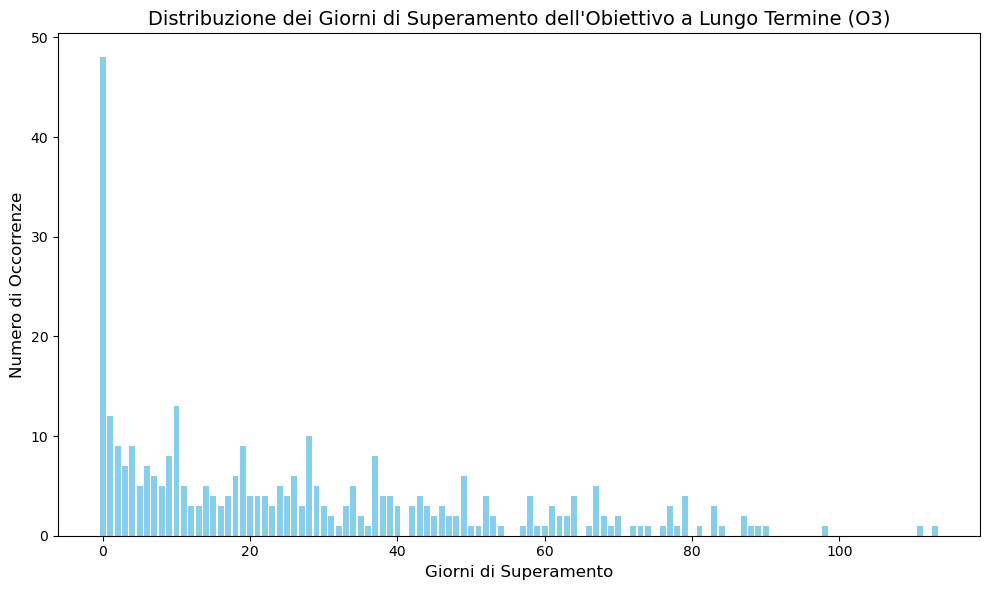 Distribuzione dei Giorni di Superamento dell'Obiettivo a Lungo Termine (O3)
50
40
30
20
10
0
Numero di Occorrenze
0 20 40 60 80 100
Giorni di Superamento